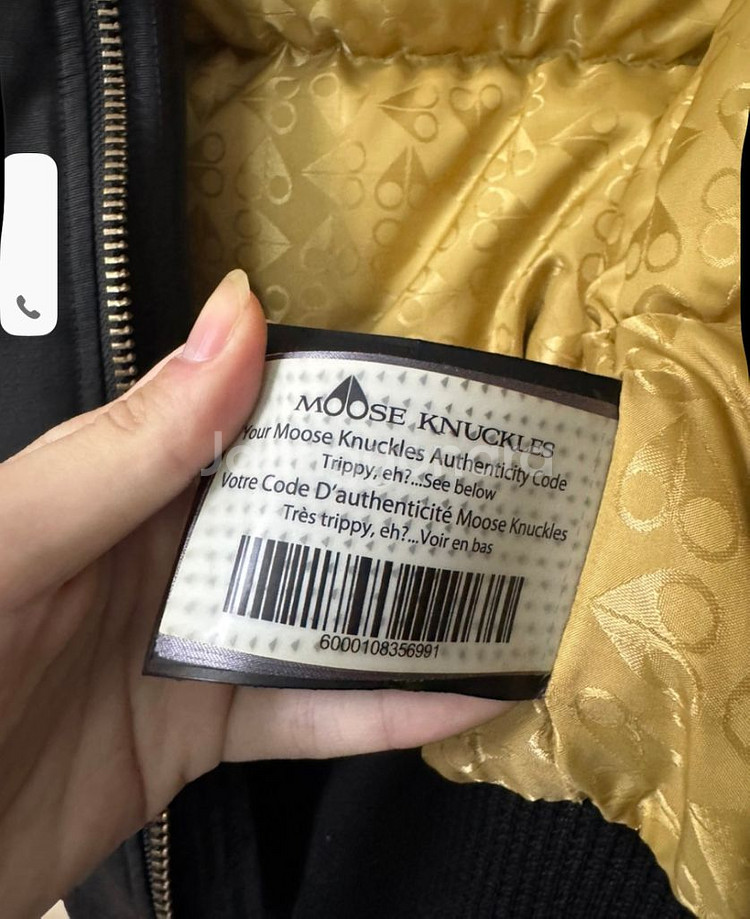 MOOSE KNUCKLES
Your Moose Knuckles Authenticity Code
Trippy, eh?...See below
Votre Code D'authenticité Moose Knuckles
Très trippy, eh?...Voir en bas
6000108356991